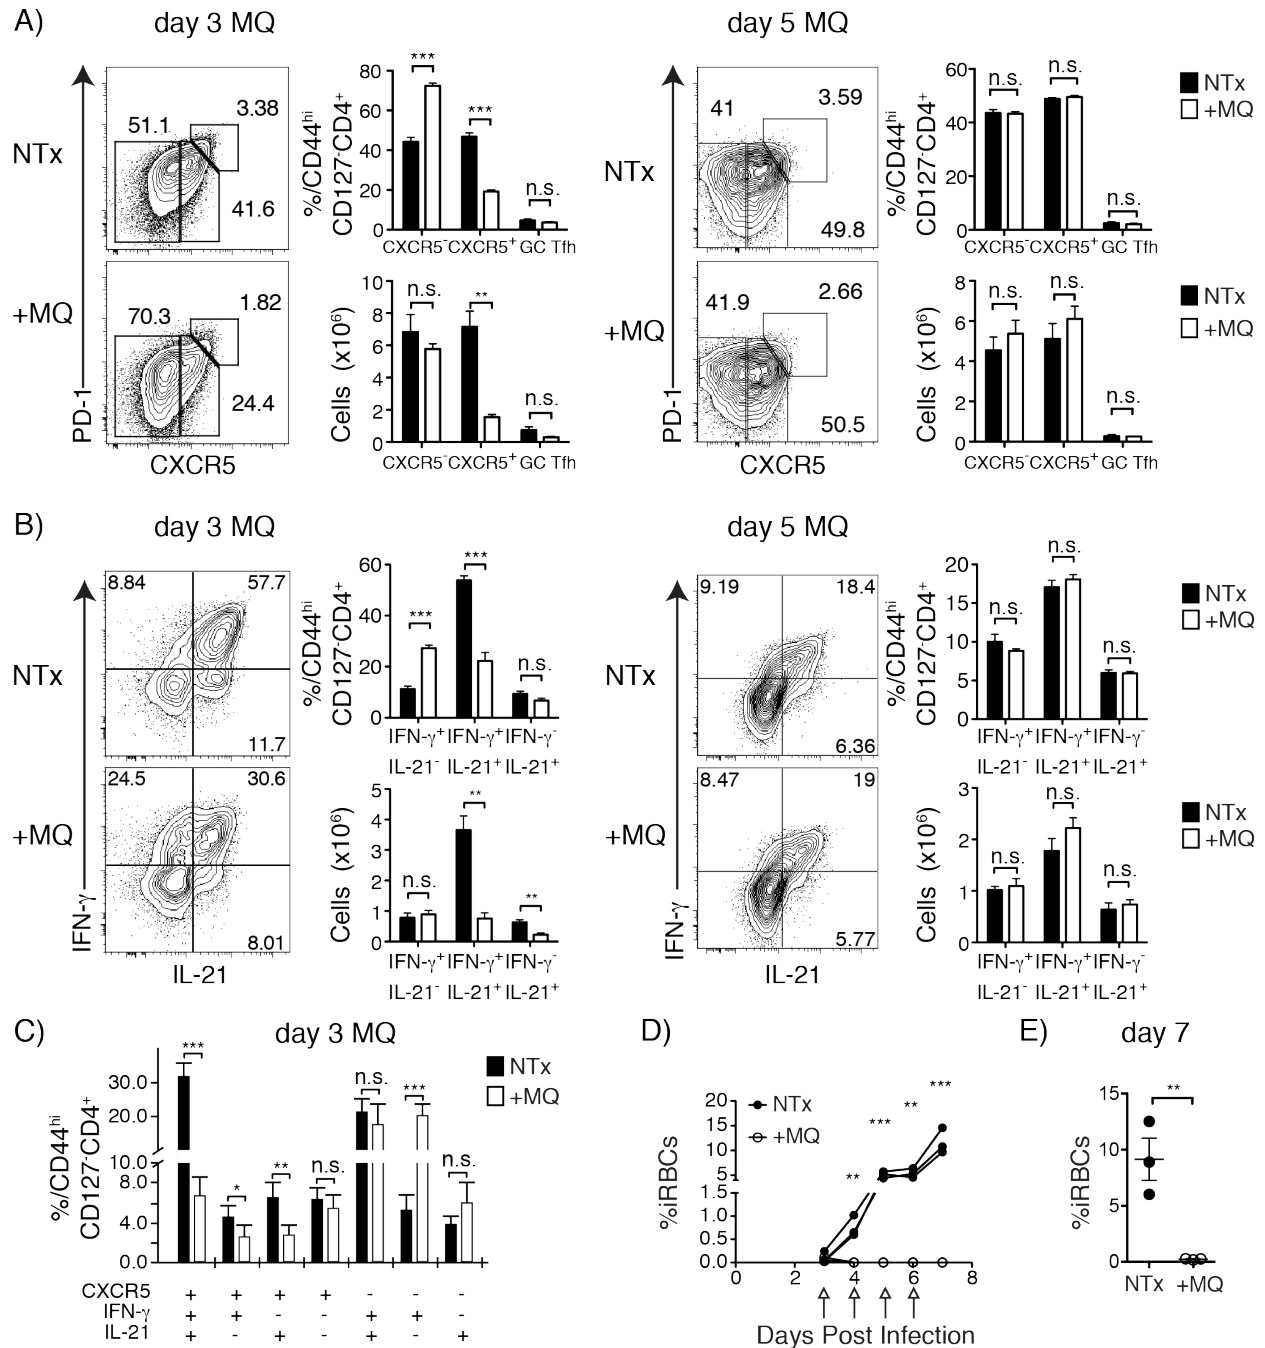 A)
day 3 MQ
day 5 MQ
NTx
51.1
3.38
41.6
+MQ
70.3
1.82
24.4
PD-1
CXCR5
%/CD44hi
CD127-CD4+
80
60
40
20
0
***
***
n.s.
CXCR5- CXCR5+ GC Tfh
Cells (x10⁶)
10
8
6
4
2
0
n.s.
**
n.s.
CXCR5- CXCR5+ GC Tfh
NTx
41
3.59
49.8
+MQ
41.9
2.66
50.5
PD-1
CXCR5
%/CD44hi
CD127-CD4+
60
40
20
0
n.s.
n.s.
n.s.
CXCR5- CXCR5+ GC Tfh
NTx
+MQ
Cells (x10⁶)
8
6
4
2
0
n.s.
n.s.
n.s.
CXCR5- CXCR5+ GC Tfh
NTx
+MQ
B)
day 3 MQ
day 5 MQ
NTx
8.84
57.7
11.7
+MQ
24.5
30.6
8.01
IFN-γ
IL-21
%/CD44hi
CD127-CD4+
60
40
20
0
***
***
n.s.
IFN-γ+ IFN-γ+ IFN-γ-
IL-21- IL-21+ IL-21+
Cells (x10⁶)
5
4
3
2
1
0
n.s.
**
**
IFN-γ+ IFN-γ+ IFN-γ-
IL-21- IL-21+ IL-21+
NTx
9.19
18.4
6.36
+MQ
8.47
19
5.77
IFN-γ
IL-21
%/CD44hi
CD127-CD4+
20
15
10
5
0
n.s.
n.s.
n.s.
IFN-γ+ IFN-γ+ IFN-γ-
IL-21- IL-21+ IL-21+
NTx
+MQ
Cells (x10⁶)
3
2
1
0
n.s.
n.s.
n.s.
IFN-γ+ IFN-γ+ IFN-γ-
IL-21- IL-21+ IL-21+
NTx
+MQ
C)
day 3 MQ
%/CD44hi
CD127-CD4+
30.0
20.0
10.0
8.0
4.0
0.0
***
*
**
n.s.
n.s.
***
n.s.
NTx
+MQ
CXCR5 + + + + - - -
IFN-γ + + - - + + -
IL-21 + - + - + - +
D)
%iRBCs
20
15
10
5
1.5
1.0
0.5
0.0
NTx
+MQ
**
***
**
***
0 2 4 6 8
Days Post Infection
E)
day 7
%iRBCs
15
10
5
0
**
NTx +MQ